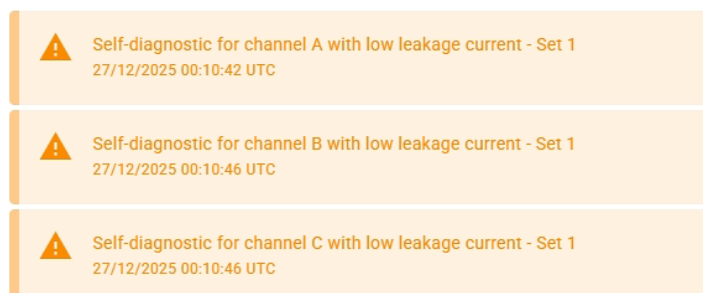 Self-diagnostic for channel A with low leakage current - Set 1
27/12/2025 00:10:42 UTC
Self-diagnostic for channel B with low leakage current - Set 1
27/12/2025 00:10:46 UTC
Self-diagnostic for channel C with low leakage current - Set 1
27/12/2025 00:10:46 UTC